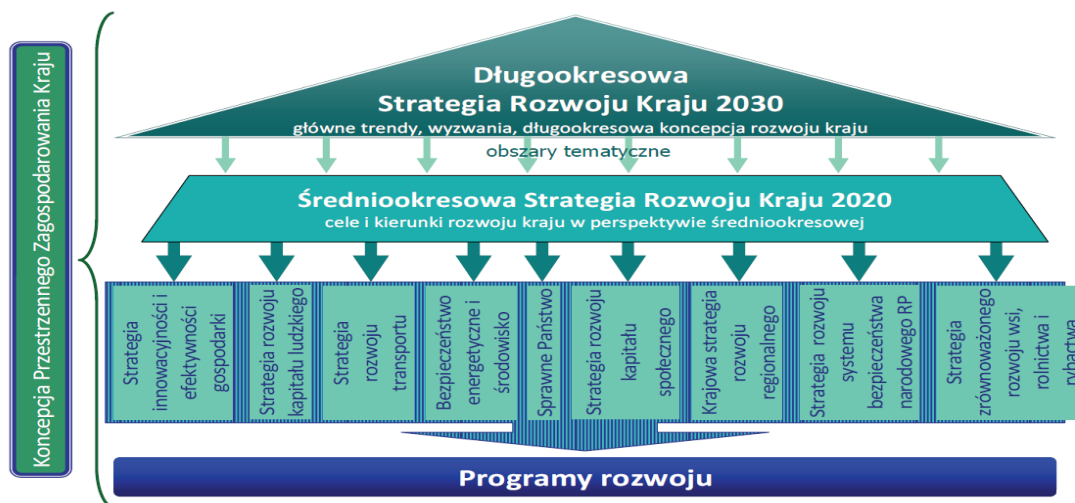 Koncepcja Przestrzennego Zagospodarowania Kraju
Długookresowa
Strategia Rozwoju Kraju 2030
główne trendy, wyzwania, długookresowa koncepcja rozwoju kraju
obszary tematyczne
Średniookresowa Strategia Rozwoju Kraju 2020
cele i kierunki rozwoju kraju w perspektywie średniookresowej
Strategia
innowacyjności i
efektywności
gospodarki
Strategia rozwoju
kapitału ludzkiego
Strategia
rozwoju
transportu
Bezpieczeństwo
energetyczne i
środowisko
Sprawne Państwo
Strategia rozwoju
kapitału
społecznego
Krajowa strategia
rozwoju
regionalnego
Strategia rozwoju
systemu
bezpieczeństwa
narodowego RP
Strategia
zrównoważonego
rozwoju wsi,
rolnictwa i
rybactwa
Programy rozwoju